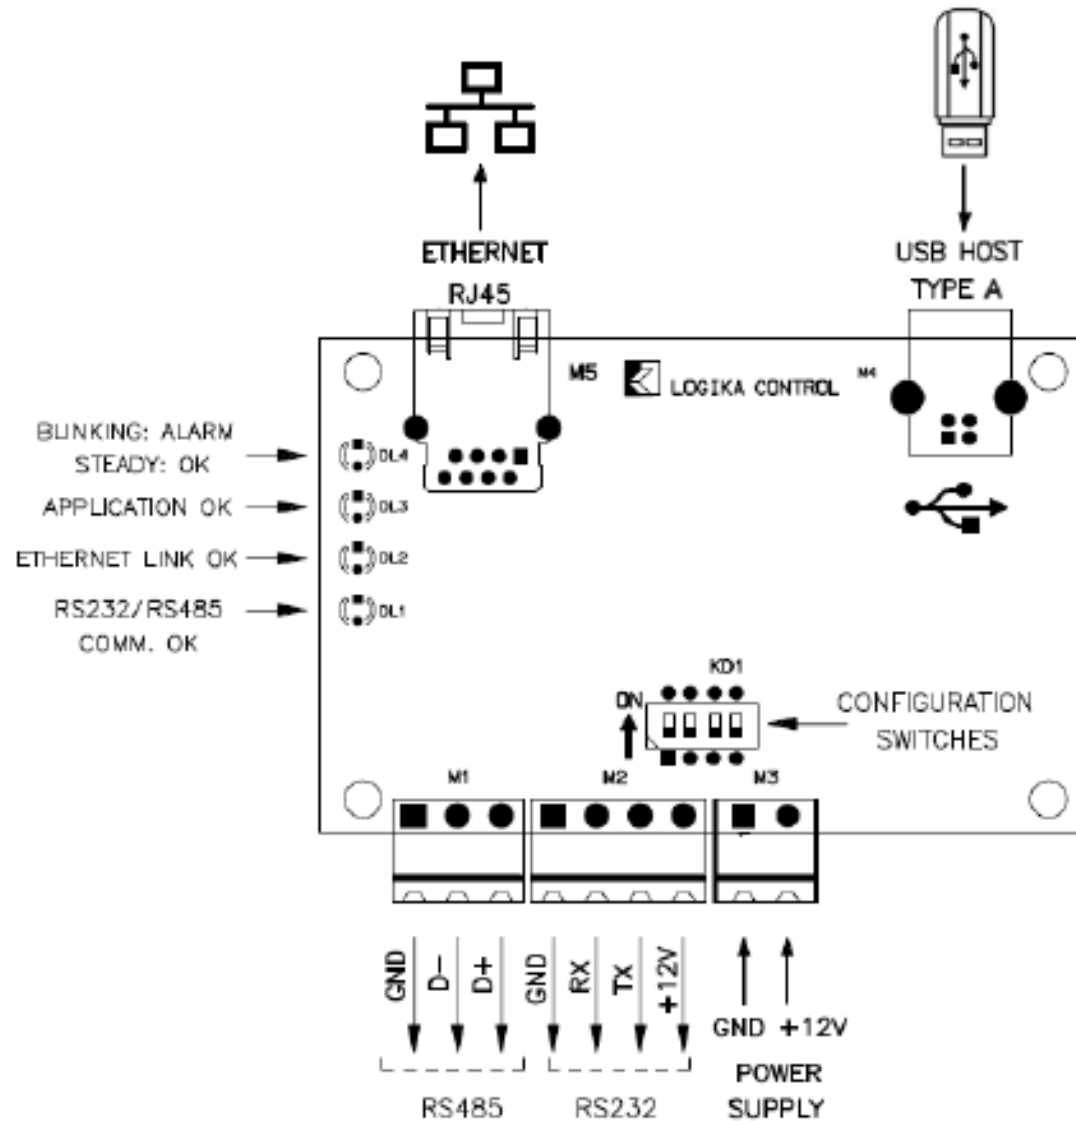 ETHERNET
RJ45
USB HOST
TYPE A
M5
LOGIKA CONTROL
M4
BLINKING: ALARM
STEADY: OK
DL4
APPLICATION OK
DL3
ETHERNET LINK OK
DL2
RS232/RS485
COMM. OK
DL1
KD1
ON
CONFIGURATION
SWITCHES
M1
M2
M3
GND
D-
D+
GND
RX
TX
+12V
GND +12V
RS485
RS232
POWER
SUPPLY